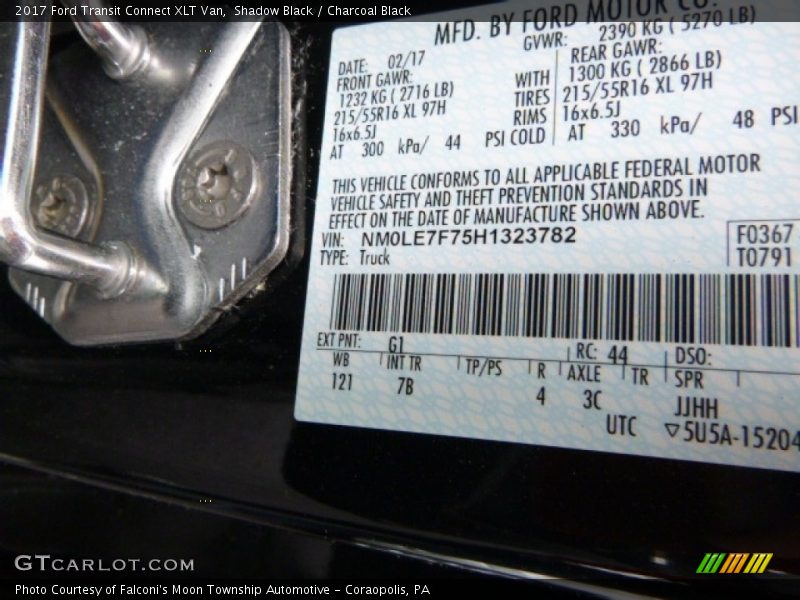 2017 Ford Transit Connect XLT Van, Shadow Black / Charcoal Black
MFD. BY FORD MOTOR CO.
DATE: 02/17 GVWR: 2390 KG ( 5270 LB)
FRONT GAWR: REAR GAWR:
1232 KG ( 2716 LB) WITH 1300 KG ( 2866 LB)
215/55R16 XL 97H TIRES 215/55R16 XL 97H
16x6.5J RIMS 16x6.5J
AT 300 kPa/ 44 PSI COLD AT 330 kPa/ 48 PSI
THIS VEHICLE CONFORMS TO ALL APPLICABLE FEDERAL MOTOR
VEHICLE SAFETY AND THEFT PREVENTION STANDARDS IN
EFFECT ON THE DATE OF MANUFACTURE SHOWN ABOVE.
VIN: NM0LE7F75H1323782 F0367
TYPE: Truck T0791
EXT PNT: G1 RC: 44 DSO:
WB INT TR TP/PS R AXLE TR SPR
121 7B 4 3C JJHH
UTC ▽5U5A-15204
GTCARLOT.COM
Photo Courtesy of Falconi's Moon Township Automotive – Coraopolis, PA